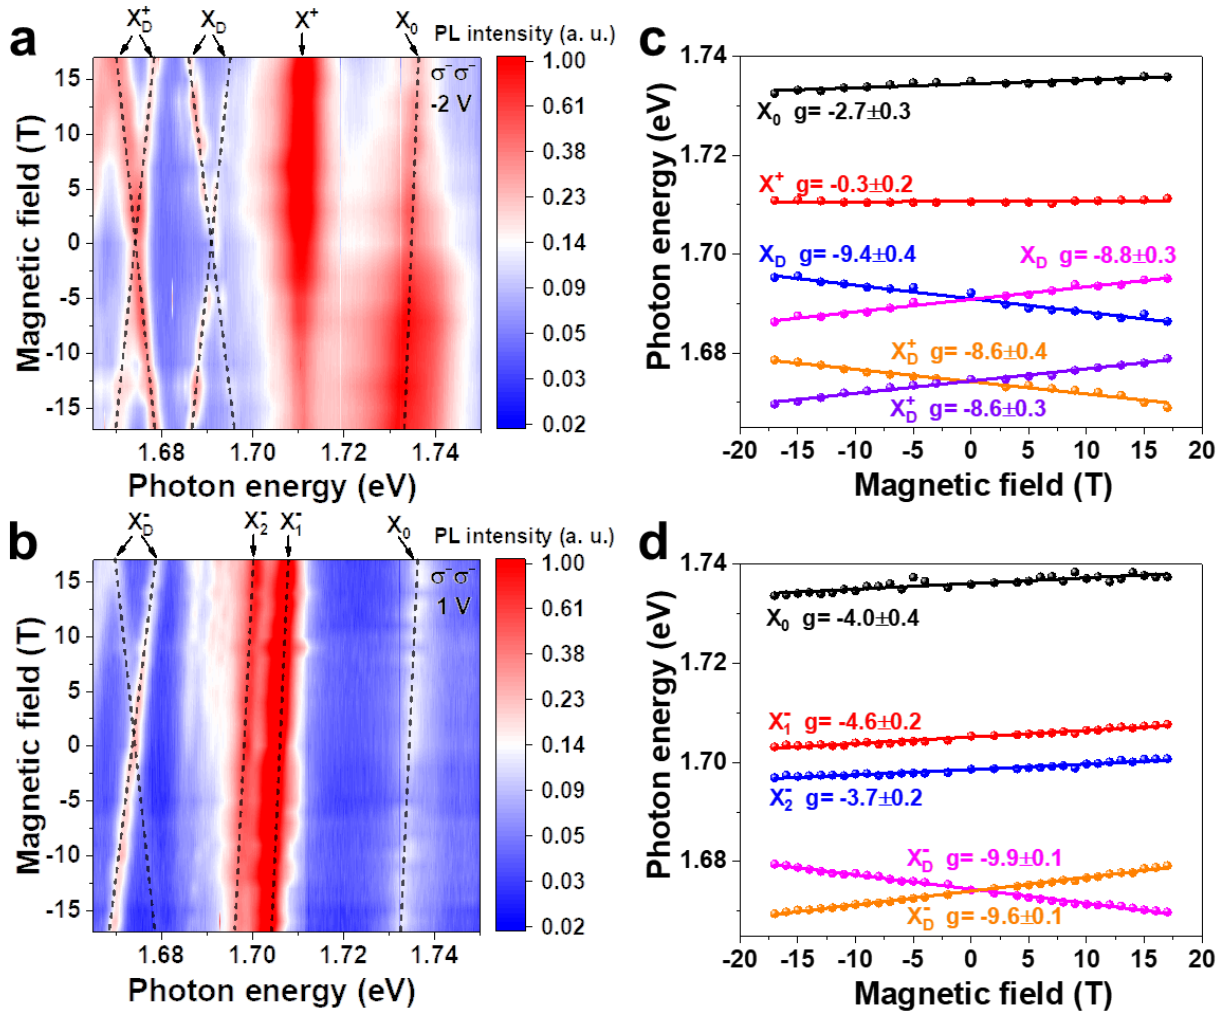 a
X_D^+ X_D X^+ X_0
PL intensity (a. u.)
σ^-σ^-
-2 V
Magnetic field (T)
15
10
5
0
-5
-10
-15
1.68 1.70 1.72 1.74
Photon energy (eV)
1.00
0.61
0.38
0.23
0.14
0.09
0.05
0.03
0.02
c
Photon energy (eV)
1.74
1.72
1.70
1.68
X_0 g= -2.7±0.3
X^+ g= -0.3±0.2
X_D g= -9.4±0.4
X_D g= -8.8±0.3
X_D^+ g= -8.6±0.4
X_D^+ g= -8.6±0.3
-20 -15 -10 -5 0 5 10 15 20
Magnetic field (T)
b
X_D^- X_2^- X_1^- X_0
PL intensity (a. u.)
σ^-σ^-
1 V
Magnetic field (T)
15
10
5
0
-5
-10
-15
1.68 1.70 1.72 1.74
Photon energy (eV)
1.00
0.61
0.38
0.23
0.14
0.09
0.05
0.03
0.02
d
Photon energy (eV)
1.74
1.72
1.70
1.68
X_0 g= -4.0±0.4
X_1^- g= -4.6±0.2
X_2^- g= -3.7±0.2
X_D^- g= -9.9±0.1
X_D^- g= -9.6±0.1
-20 -15 -10 -5 0 5 10 15 20
Magnetic field (T)